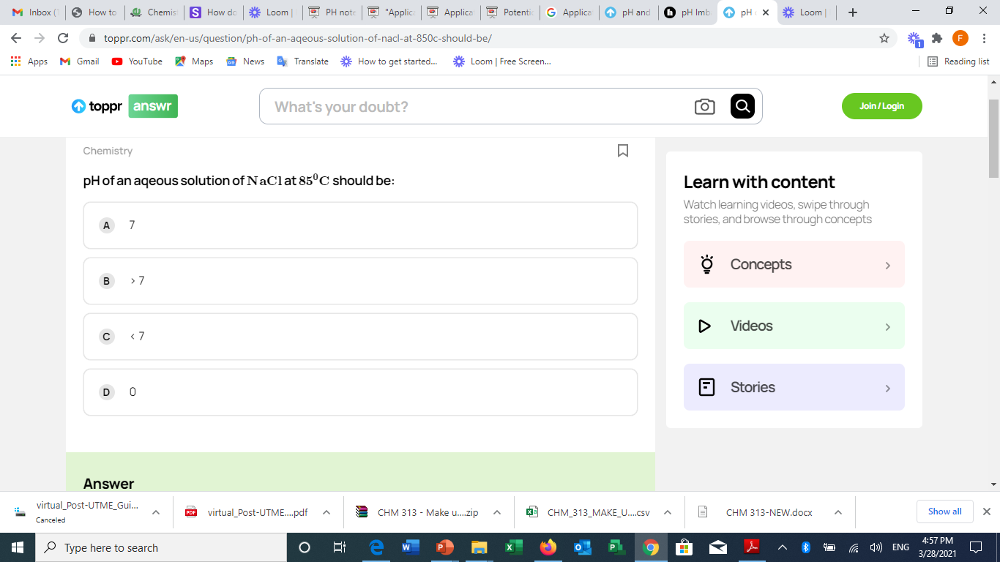 Inbox (1
How to
Chemis
How do
Loom |
PH note
"Applica
Applica
Potentic
Applica
pH and
pH Imb
pH
Loom |
toppr.com/ask/en-us/question/ph-of-an-aqeous-solution-of-nacl-at-850c-should-be/
1
F
Apps
Gmail
YouTube
Maps
News
Translate
How to get started...
Loom | Free Screen...
Reading list
toppr answr
What's your doubt?
Join / Login
Chemistry
pH of an aqeous solution of NaCl at 85⁰C should be:
A 7
B > 7
C < 7
D 0
Answer
Learn with content
Watch learning videos, swipe through
stories, and browse through concepts
Concepts
Videos
Stories
virtual_Post-UTME_Gui...
Canceled
virtual_Post-UTME....pdf
CHM 313 - Make u....zip
CHM_313_MAKE_U....csv
CHM 313-NEW.docx
Show all
Type here to search
ENG
4:57 PM
3/28/2021